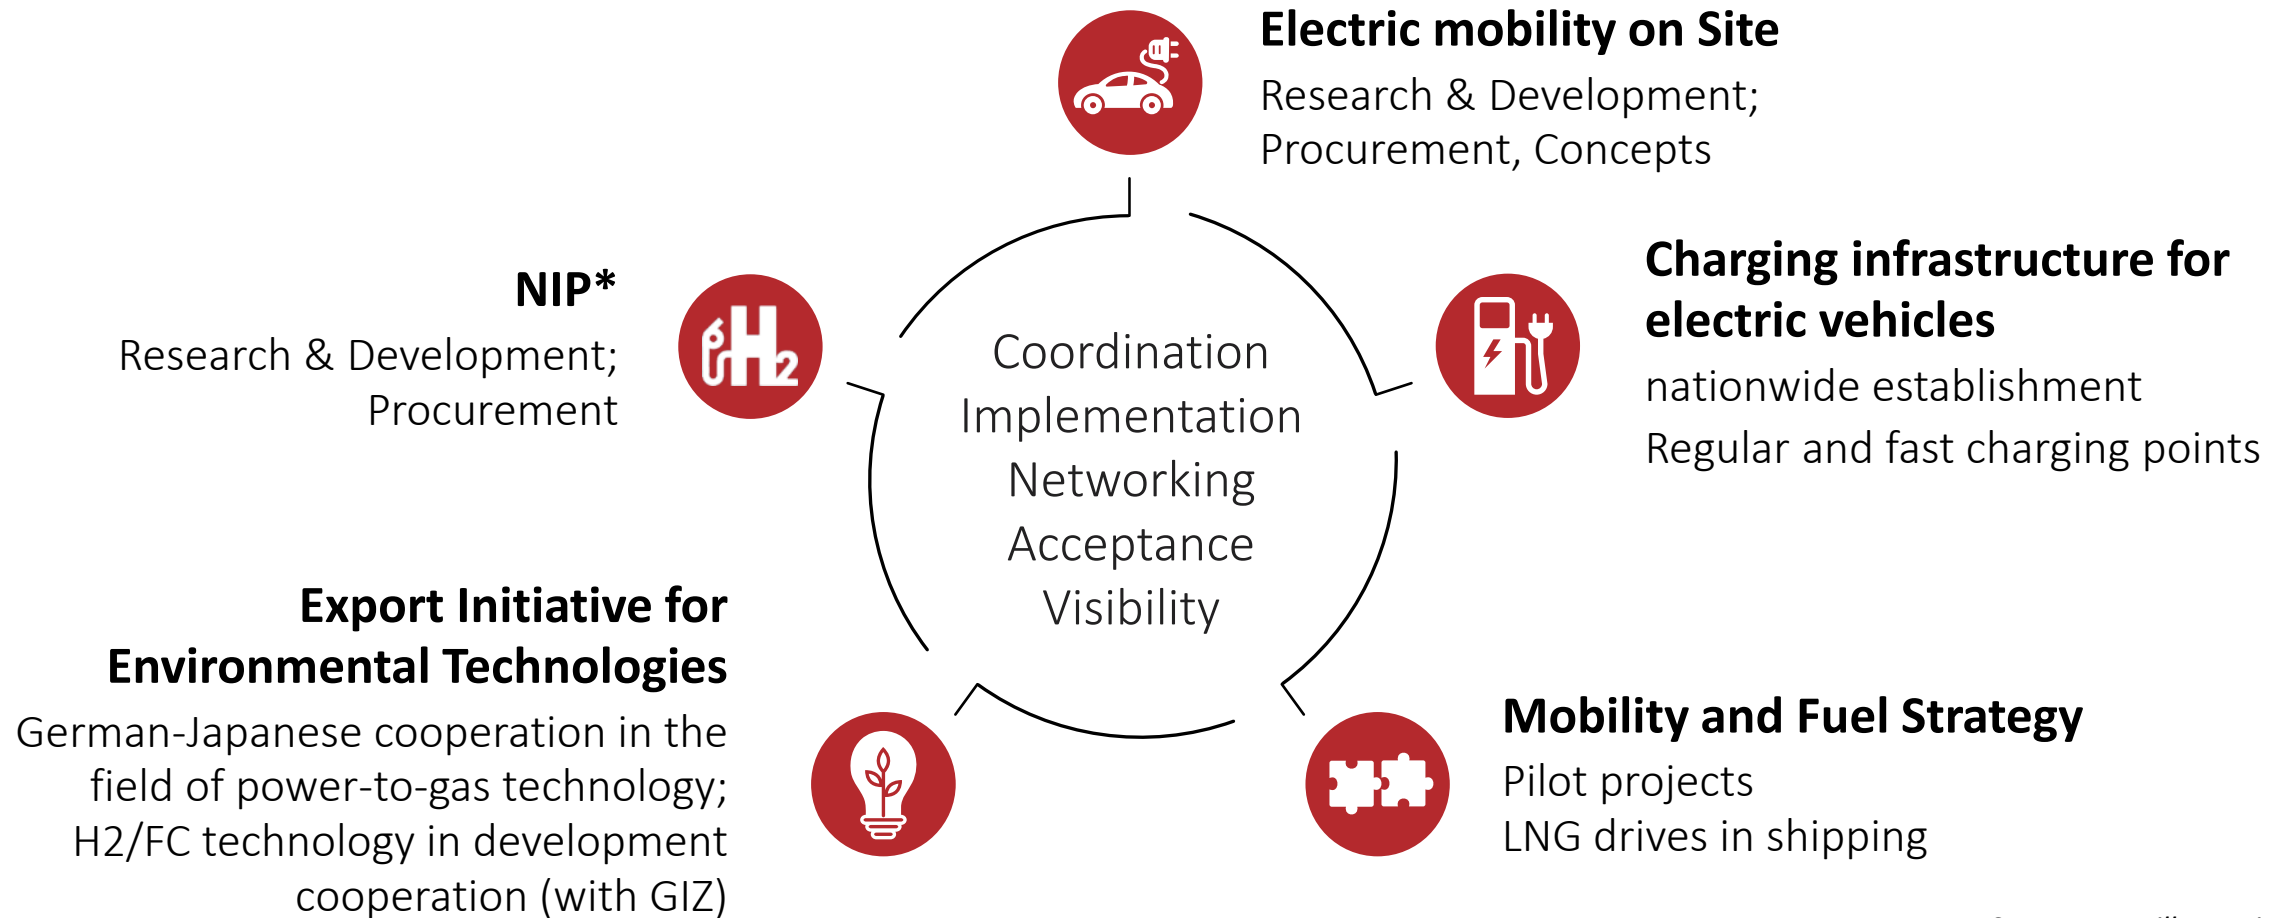 Electric mobility on Site
Research & Development;
Procurement, Concepts
Charging infrastructure for
electric vehicles
nationwide establishment
Regular and fast charging points
NIP*
Research & Development;
Procurement
H2
Coordination
Implementation
Networking
Acceptance
Visibility
Export Initiative for
Environmental Technologies
German-Japanese cooperation in the
field of power-to-gas technology;
H2/FC technology in development
cooperation (with GIZ)
Mobility and Fuel Strategy
Pilot projects
LNG drives in shipping